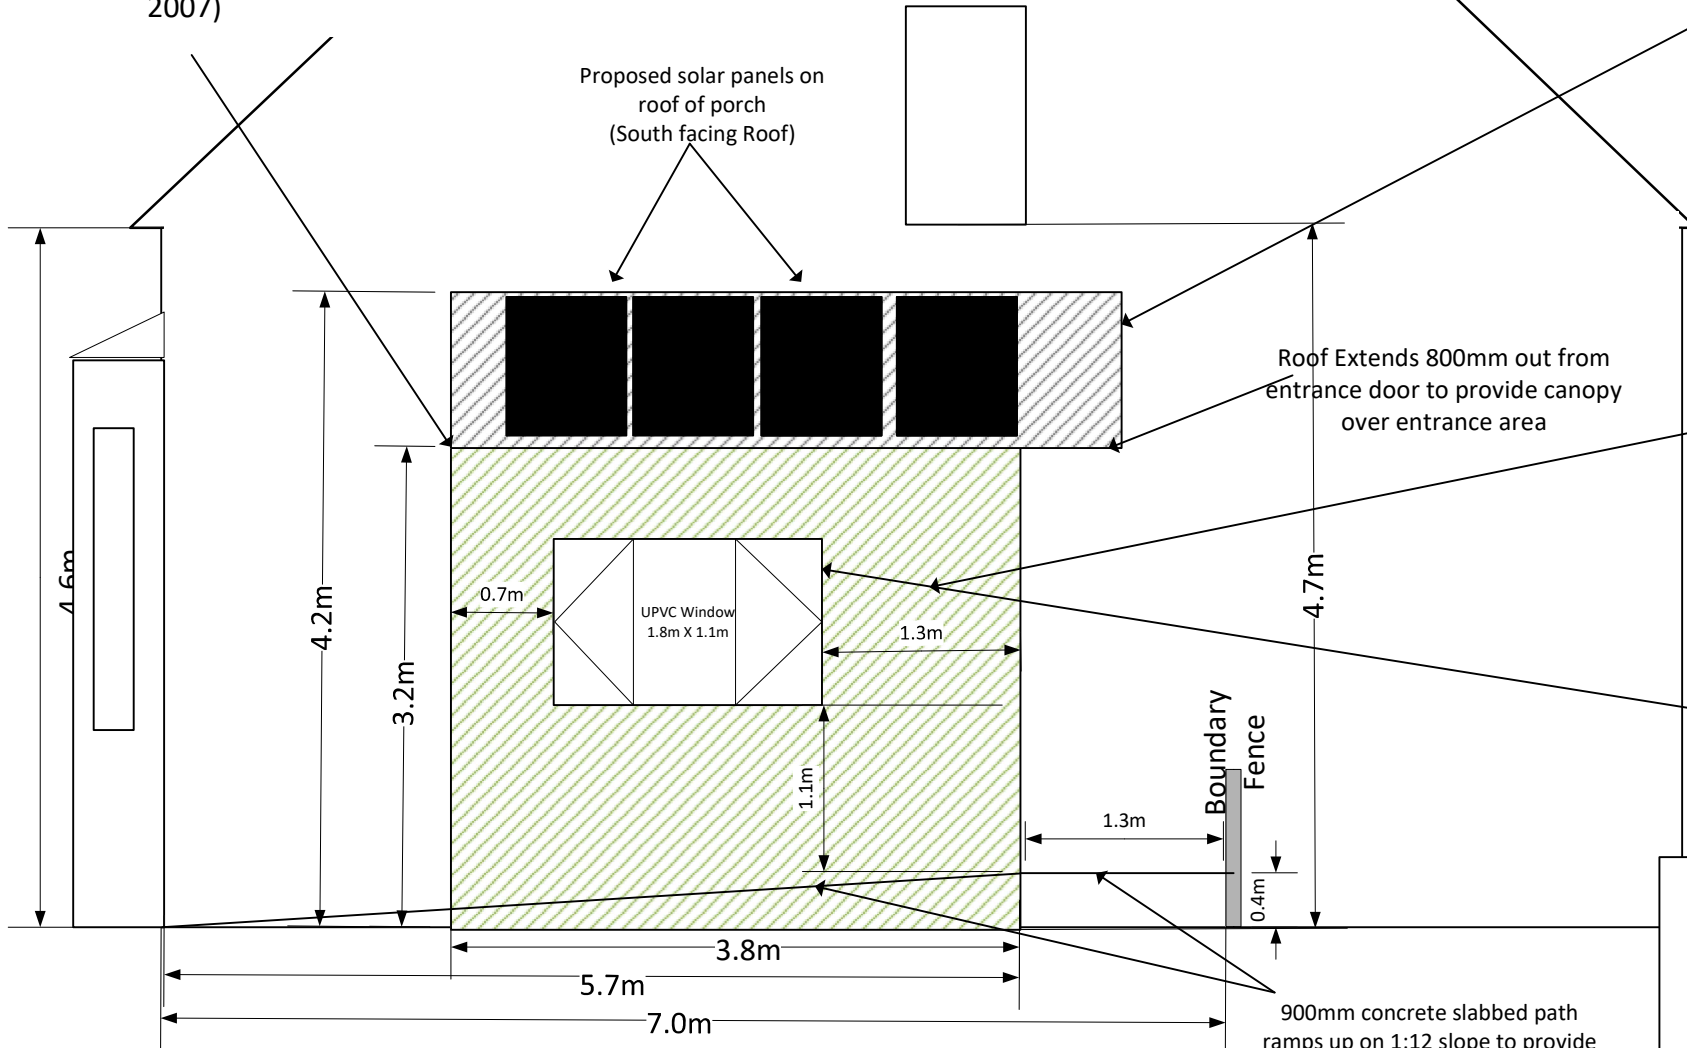 2007)
Proposed solar panels on
roof of porch
(South facing Roof)
Roof Extends 800mm out from
entrance door to provide canopy
over entrance area
4.6m
4.2m
3.2m
0.7m
UPVC Window
1.8m X 1.1m
1.3m
4.7m
1.1m
Boundary
Fence
1.3m
0.4m
3.8m
5.7m
7.0m
900mm concrete slabbed path
ramps up on 1:12 slope to provide